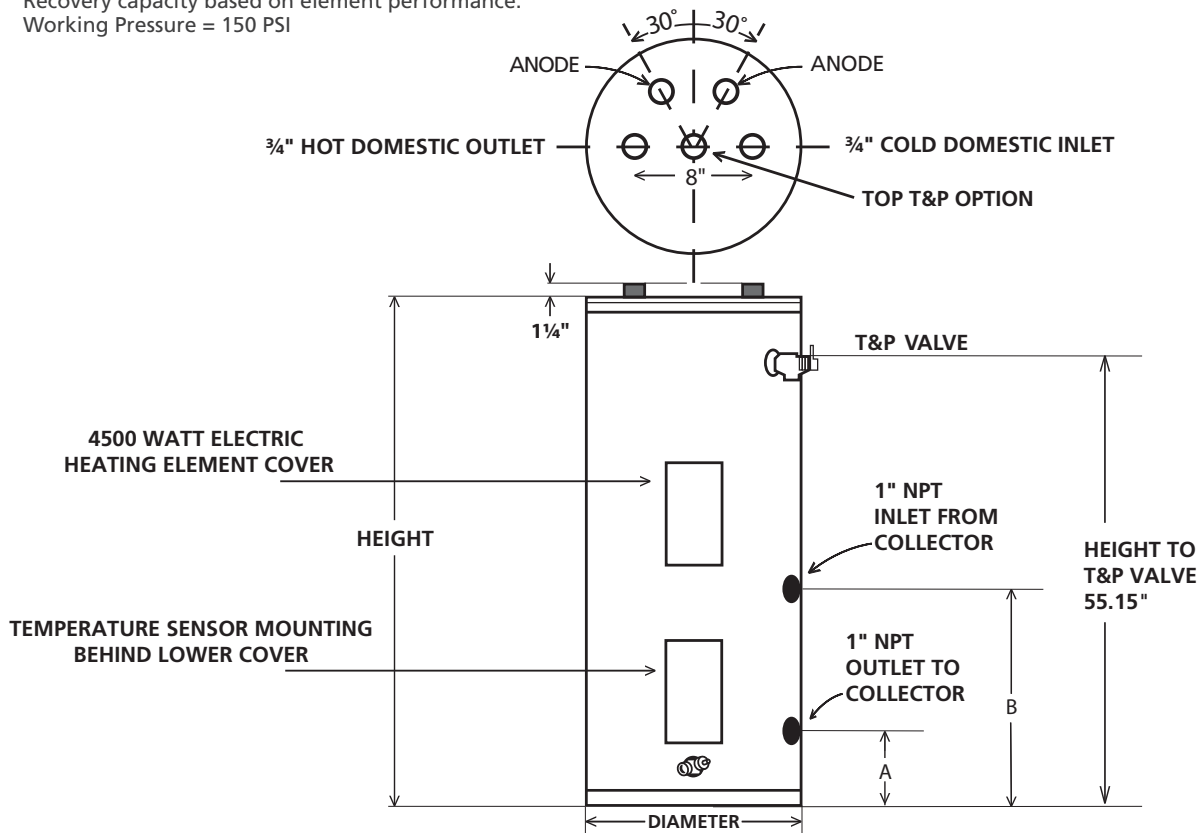 Recovery capacity based on element performance.
Working Pressure = 150 PSI
30° 30°
ANODE
ANODE
¾" HOT DOMESTIC OUTLET
¾" COLD DOMESTIC INLET
8"
TOP T&P OPTION
1¼"
T&P VALVE
4500 WATT ELECTRIC
HEATING ELEMENT COVER
1" NPT
INLET FROM
COLLECTOR
HEIGHT
HEIGHT TO
T&P VALVE
55.15"
TEMPERATURE SENSOR MOUNTING
BEHIND LOWER COVER
1" NPT
OUTLET TO
COLLECTOR
B
A
DIAMETER